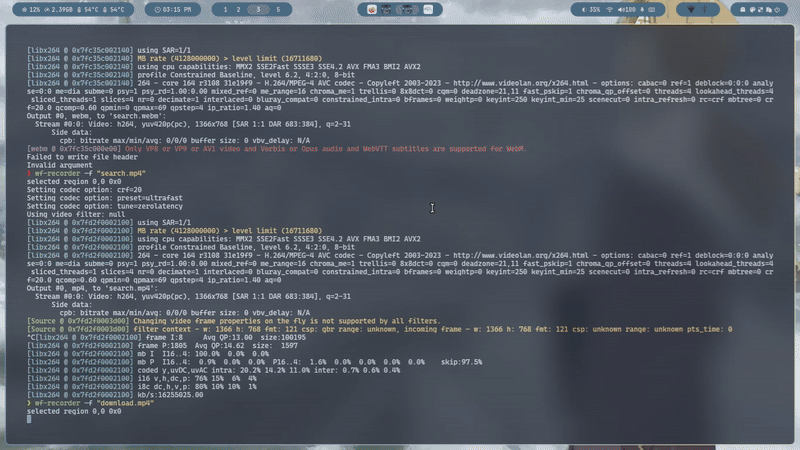 12% 2.39GB 54°C 54°C
03:15 PM
1 2 3 5
35% 100
[libx264 @ 0x7fc35c002140] using SAR=1/1
[libx264 @ 0x7fc35c002140] MB rate (4128000000) > level limit (16711680)
[libx264 @ 0x7fc35c002140] using cpu capabilities: MMX2 SSE2Fast SSSE3 SSE4.2 AVX FMA3 BMI2 AVX2
[libx264 @ 0x7fc35c002140] profile Constrained Baseline, level 6.2, 4:2:0, 8-bit
[libx264 @ 0x7fc35c002140] 264 - core 164 r3108 31e19f9 - H.264/MPEG-4 AVC codec - Copyleft 2003-2023 - http://www.videolan.org/x264.html - options: cabac=0 ref=1 deblock=0:0:0 analy
se=0:0 me=dia subme=0 psy=1 psy_rd=1.00:0.00 mixed_ref=0 me_range=16 chroma_me=1 trellis=0 8x8dct=0 cqm=0 deadzone=21,11 fast_pskip=1 chroma_qp_offset=0 threads=4 lookahead_threads=4
sliced_threads=1 slices=4 nr=0 decimate=1 interlaced=0 bluray_compat=0 constrained_intra=0 bframes=0 weightp=0 keyint=250 keyint_min=25 scenecut=0 intra_refresh=0 rc=crf mbtree=0 cr
f=20.0 qcomp=0.60 qpmin=0 qpmax=69 qpstep=4 ip_ratio=1.40 aq=0
Output #0, webm, to 'search.webm':
Stream #0:0: Video: h264, yuv420p(pc), 1366x768 [SAR 1:1 DAR 683:384], q=2-31
Side data:
cpb: bitrate max/min/avg: 0/0/0 buffer size: 0 vbv_delay: N/A
[webm @ 0x7fc35c000e00] Only VP8 or VP9 or AV1 video and Vorbis or Opus audio and WebVTT subtitles are supported for WebM.
Failed to write file header
Invalid argument
❯ wf-recorder -f "search.mp4"
selected region 0,0 0x0
Setting codec option: crf=20
Setting codec option: preset=ultrafast
Setting codec option: tune=zerolatency
Using video filter: null
[libx264 @ 0x7fd2f0002100] using SAR=1/1
[libx264 @ 0x7fd2f0002100] MB rate (4128000000) > level limit (16711680)
[libx264 @ 0x7fd2f0002100] using cpu capabilities: MMX2 SSE2Fast SSSE3 SSE4.2 AVX FMA3 BMI2 AVX2
[libx264 @ 0x7fd2f0002100] profile Constrained Baseline, level 6.2, 4:2:0, 8-bit
[libx264 @ 0x7fd2f0002100] 264 - core 164 r3108 31e19f9 - H.264/MPEG-4 AVC codec - Copyleft 2003-2023 - http://www.videolan.org/x264.html - options: cabac=0 ref=1 deblock=0:0:0 analy
se=0:0 me=dia subme=0 psy=1 psy_rd=1.00:0.00 mixed_ref=0 me_range=16 chroma_me=1 trellis=0 8x8dct=0 cqm=0 deadzone=21,11 fast_pskip=1 chroma_qp_offset=0 threads=4 lookahead_threads=4
sliced_threads=1 slices=4 nr=0 decimate=1 interlaced=0 bluray_compat=0 constrained_intra=0 bframes=0 weightp=0 keyint=250 keyint_min=25 scenecut=0 intra_refresh=0 rc=crf mbtree=0 cr
f=20.0 qcomp=0.60 qpmin=0 qpmax=69 qpstep=4 ip_ratio=1.40 aq=0
Output #0, mp4, to 'search.mp4':
Stream #0:0: Video: h264, yuv420p(pc), 1366x768 [SAR 1:1 DAR 683:384], q=2-31
Side data:
cpb: bitrate max/min/avg: 0/0/0 buffer size: 0 vbv_delay: N/A
[Source @ 0x7fd2f0003d00] Changing video frame properties on the fly is not supported by all filters.
[Source @ 0x7fd2f0003d00] filter context - w: 1366 h: 768 fmt: 121 csp: gbr range: unknown, incoming frame - w: 1366 h: 768 fmt: 121 csp: unknown range: unknown pts_time: 0
^C[libx264 @ 0x7fd2f0002100] frame I:8 Avg QP:13.00 size:100195
[libx264 @ 0x7fd2f0002100] frame P:1805 Avg QP:14.62 size: 1597
[libx264 @ 0x7fd2f0002100] mb I I16..4: 100.0% 0.0% 0.0%
[libx264 @ 0x7fd2f0002100] mb P I16..4: 0.9% 0.0% 0.0% P16..4: 1.6% 0.0% 0.0% 0.0% 0.0% skip:97.5%
[libx264 @ 0x7fd2f0002100] coded y,uvDC,uvAC intra: 20.2% 14.2% 11.0% inter: 0.7% 0.6% 0.4%
[libx264 @ 0x7fd2f0002100] i16 v,h,dc,p: 76% 15% 6% 4%
[libx264 @ 0x7fd2f0002100] i8c dc,h,v,p: 80% 10% 10% 1%
[libx264 @ 0x7fd2f0002100] kb/s:16255025.00
❯ wf-recorder -f "download.mp4"
selected region 0,0 0x0